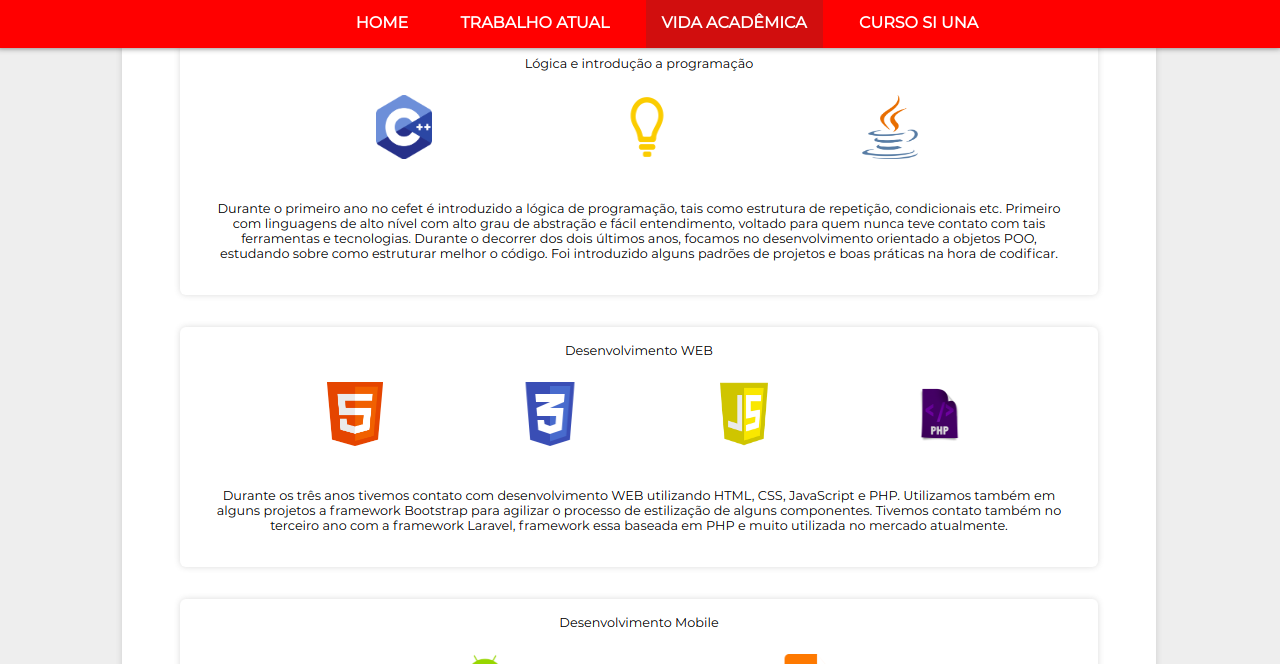 HOME TRABALHO ATUAL VIDA ACADÊMICA CURSO SI UNA
Lógica e introdução a programação
C++
Durante o primeiro ano no cefet é introduzido a lógica de programação, tais como estrutura de repetição, condicionais etc. Primeiro
com linguagens de alto nível com alto grau de abstração e fácil entendimento, voltado para quem nunca teve contato com tais
ferramentas e tecnologias. Durante o decorrer dos dois últimos anos, focamos no desenvolvimento orientado a objetos POO,
estudando sobre como estruturar melhor o código. Foi introduzido alguns padrões de projetos e boas práticas na hora de codificar.
Desenvolvimento WEB
5 3 JS </> PHP
Durante os três anos tivemos contato com desenvolvimento WEB utilizando HTML, CSS, JavaScript e PHP. Utilizamos também em
alguns projetos a framework Bootstrap para agilizar o processo de estilização de alguns componentes. Tivemos contato também no
terceiro ano com a framework Laravel, framework essa baseada em PHP e muito utilizada no mercado atualmente.
Desenvolvimento Mobile